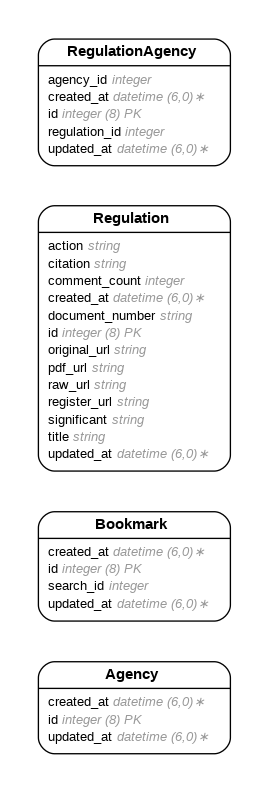 RegulationAgency
agency_id integer
created_at datetime (6,0)∗
id integer (8) PK
regulation_id integer
updated_at datetime (6,0)∗
Regulation
action string
citation string
comment_count integer
created_at datetime (6,0)∗
document_number string
id integer (8) PK
original_url string
pdf_url string
raw_url string
register_url string
significant string
title string
updated_at datetime (6,0)∗
Bookmark
created_at datetime (6,0)∗
id integer (8) PK
search_id integer
updated_at datetime (6,0)∗
Agency
created_at datetime (6,0)∗
id integer (8) PK
updated_at datetime (6,0)∗